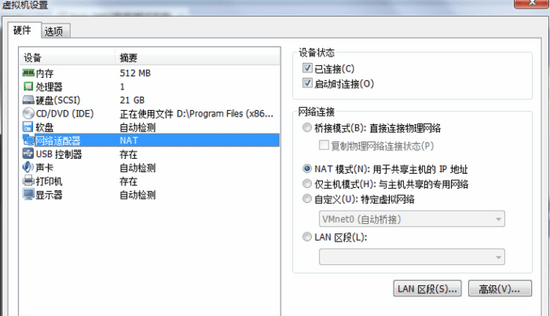 虚拟机设置
硬件 选项
设备 摘要
内存 512 MB
处理器 1
硬盘(SCSI) 21 GB
CD/DVD (IDE) 正在使用文件 D:\Program Files (x86...
软盘 自动检测
网络适配器 NAT
USB 控制器 存在
声卡 自动检测
打印机 存在
显示器 自动检测
设备状态
已连接(C)
启动时连接(O)
网络连接
桥接模式(B): 直接连接物理网络
复制物理网络连接状态(P)
NAT 模式(N): 用于共享主机的 IP 地址
仅主机模式(H): 与主机共享的专用网络
自定义(U): 特定虚拟网络
VMnet0 (自动桥接)
LAN 区段(L):
LAN 区段(S)... 高级(V)...